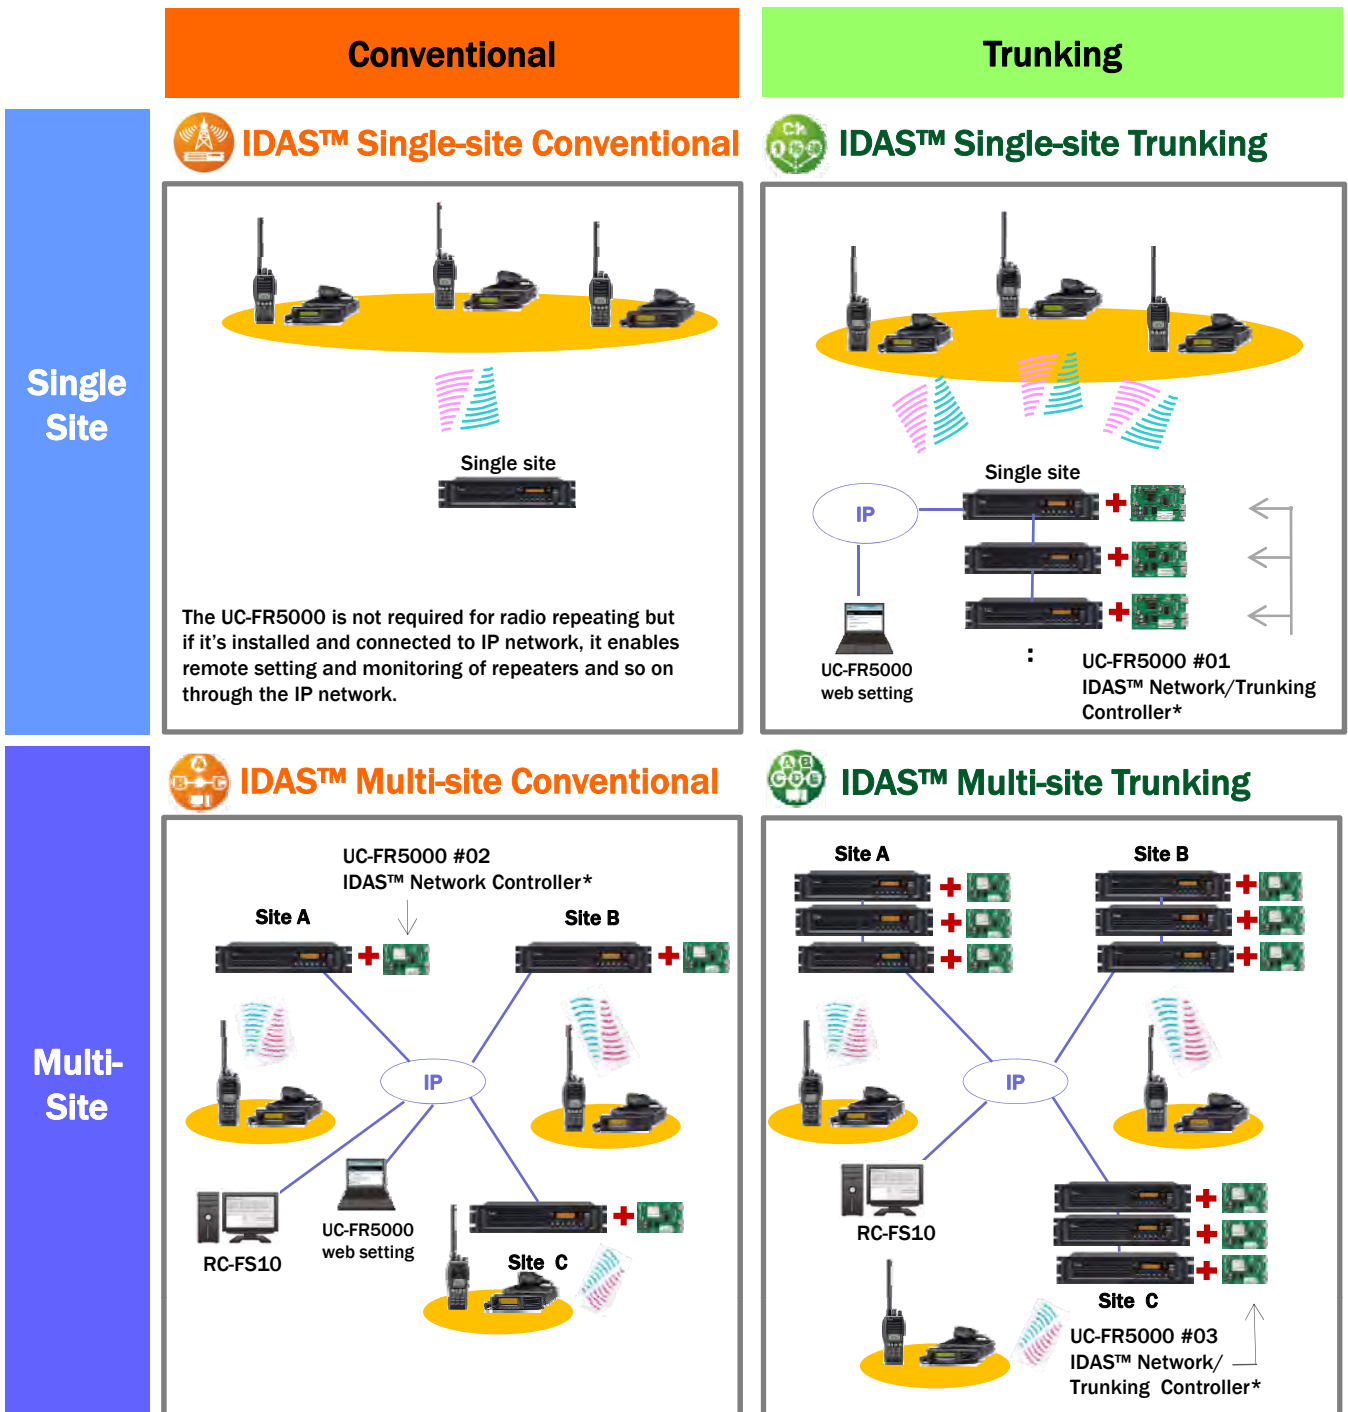 Conventional
Trunking
Single
Site
IDAS™ Single-site Conventional
Single site
The UC-FR5000 is not required for radio repeating but
if it's installed and connected to IP network, it enables
remote setting and monitoring of repeaters and so on
through the IP network.
Ch
IDAS™ Single-site Trunking
Single site
IP
UC-FR5000
web setting
:
UC-FR5000 #01
IDAS™ Network/Trunking
Controller*
Multi-
Site
A
B C
IDAS™ Multi-site Conventional
UC-FR5000 #02
IDAS™ Network Controller*
Site A
Site B
IP
RC-FS10
UC-FR5000
web setting
Site C
A B
C D E
IDAS™ Multi-site Trunking
Site A
Site B
IP
RC-FS10
Site C
UC-FR5000 #03
IDAS™ Network/
Trunking Controller*